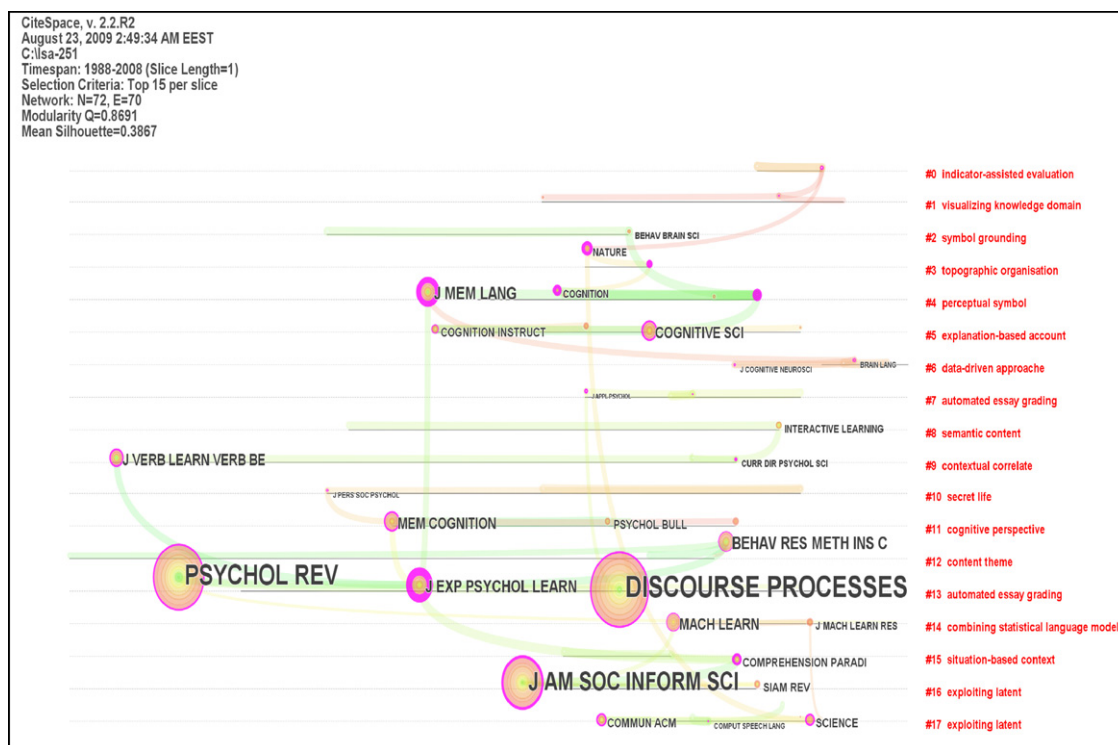 CiteSpace, v. 2.2.R2
August 23, 2009 2:49:34 AM EEST
C:\lsa-251
Timespan: 1988-2008 (Slice Length=1)
Selection Criteria: Top 15 per slice
Network: N=72, E=70
Modularity Q=0.8691
Mean Silhouette=0.3867
#0 indicator-assisted evaluation
#1 visualizing knowledge domain
BEHAV BRAIN SCI
#2 symbol grounding
NATURE
#3 topographic organisation
J MEM LANG
COGNITION
#4 perceptual symbol
COGNITION INSTRUCT
COGNITIVE SCI
#5 explanation-based account
J COGNITIVE NEUROSCI
BRAIN LANG
#6 data-driven approache
J APPL PSYCHOL
#7 automated essay grading
INTERACTIVE LEARNING
#8 semantic content
J VERB LEARN VERB BE
CURR DIR PSYCHOL SCI
#9 contextual correlate
J PERS SOC PSYCHOL
#10 secret life
MEM COGNITION
PSYCHOL BULL
#11 cognitive perspective
BEHAV RES METH INS C
#12 content theme
PSYCHOL REV
J EXP PSYCHOL LEARN
DISCOURSE PROCESSES
#13 automated essay grading
MACH LEARN
J MACH LEARN RES
#14 combining statistical language model
COMPREHENSION PARADI
#15 situation-based context
J AM SOC INFORM SCI
SIAM REV
#16 exploiting latent
COMMUN ACM
COMPUT SPEECH LANG
SCIENCE
#17 exploiting latent